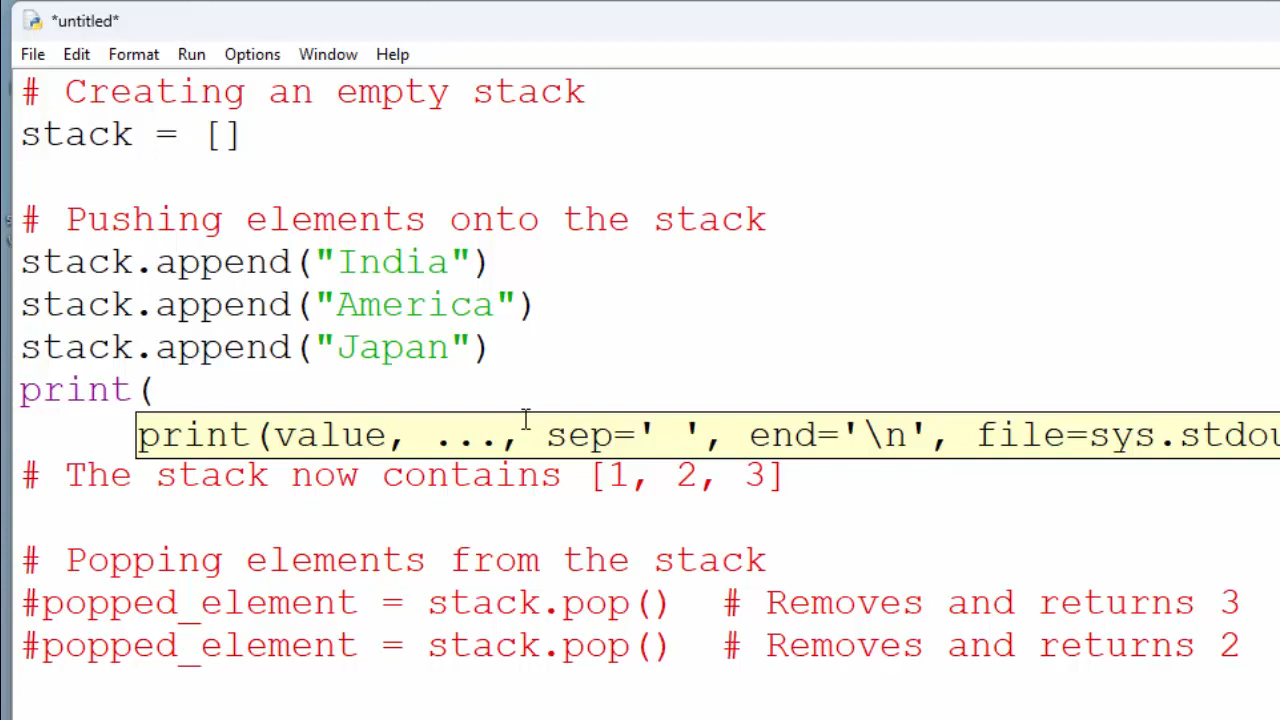 *untitled*
File Edit Format Run Options Window Help
# Creating an empty stack
stack = []
# Pushing elements onto the stack
stack.append("India")
stack.append("America")
stack.append("Japan")
print(
print(value, ..., sep=' ', end='\n', file=sys.stdou
# The stack now contains [1, 2, 3]
# Popping elements from the stack
#popped_element = stack.pop() # Removes and returns 3
#popped_element = stack.pop() # Removes and returns 2